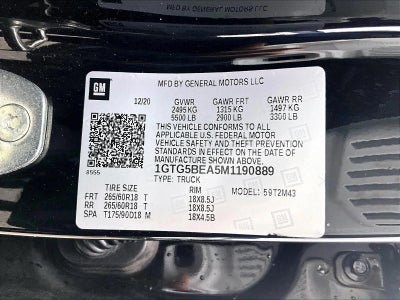 GM
MFD BY GENERAL MOTORS LLC
12/20 GVWR GAWR FRT GAWR RR
2495 KG 1315 KG 1497 KG
5500 LB 2900 LB 3300 LB
THIS VEHICLE CONFORMS TO ALL
APPLICABLE U.S. FEDERAL MOTOR
VEHICLE SAFETY AND THEFT PREVENTION
STANDARDS IN EFFECT ON THE DATE
OF MANUFACTURE SHOWN ABOVE.
1GTG5BEA5M1190889
TYPE: TRUCK
TIRE SIZE RIM MODEL: 59T2M43
FRT 265/60R18 T 18X8.5J
RR 265/60R18 T 18X8.5J
SPA T175/90D18 M 18X4.5B